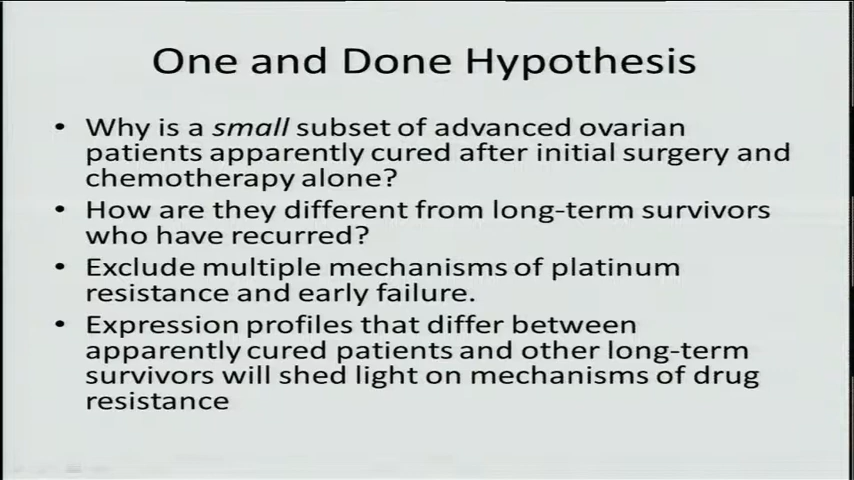 One and Done Hypothesis
• Why is a small subset of advanced ovarian
patients apparently cured after initial surgery and
chemotherapy alone?
• How are they different from long-term survivors
who have recurred?
• Exclude multiple mechanisms of platinum
resistance and early failure.
• Expression profiles that differ between
apparently cured patients and other long-term
survivors will shed light on mechanisms of drug
resistance